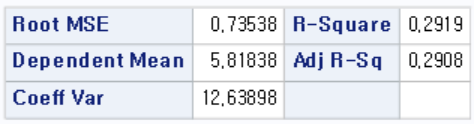 Root MSE 0,73538 R-Square 0,2919
Dependent Mean 5,81838 Adj R-Sq 0,2908
Coeff Var 12,63898